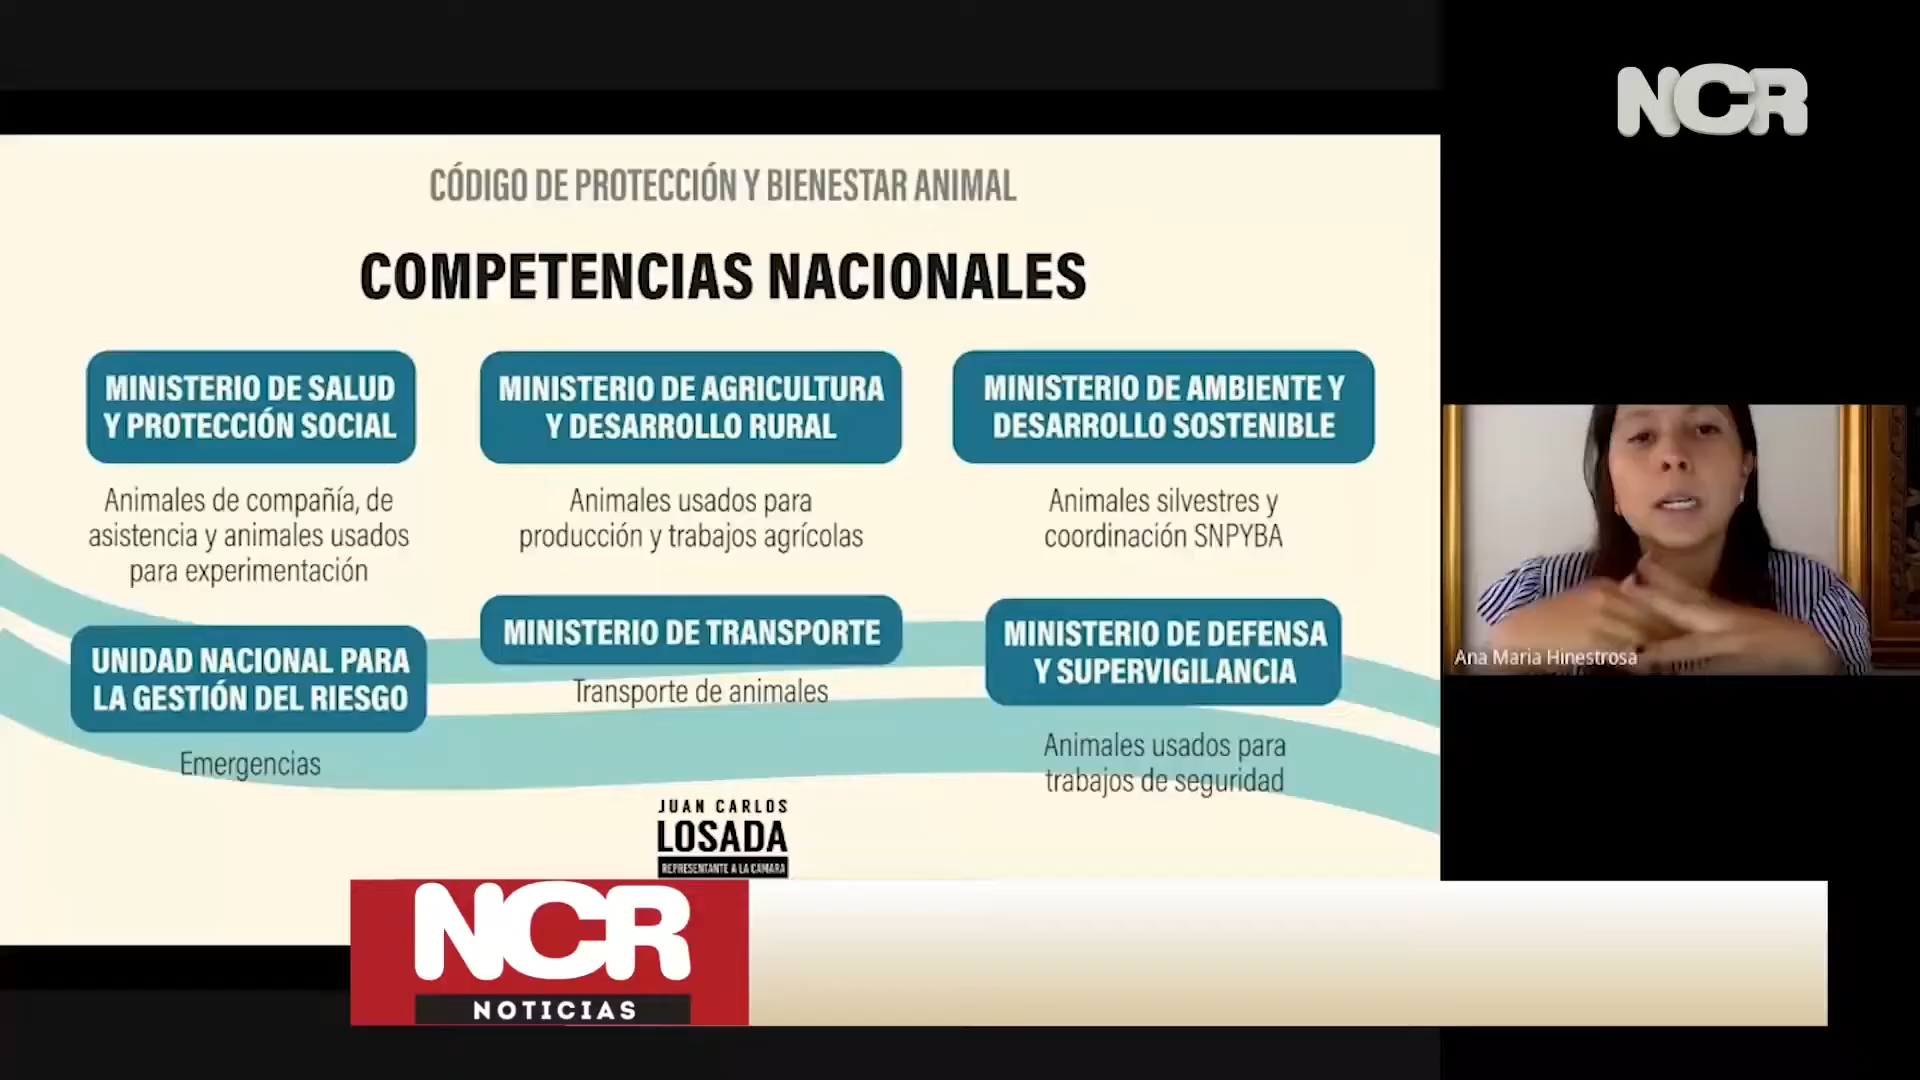 NCR
CÓDIGO DE PROTECCIÓN Y BIENESTAR ANIMAL
COMPETENCIAS NACIONALES
MINISTERIO DE SALUD
Y PROTECCIÓN SOCIAL
Animales de compañía, de
asistencia y animales usados
para experimentación
MINISTERIO DE AGRICULTURA
Y DESARROLLO RURAL
Animales usados para
producción y trabajos agrícolas
MINISTERIO DE AMBIENTE Y
DESARROLLO SOSTENIBLE
Animales silvestres y
coordinación SNPYBA
UNIDAD NACIONAL PARA
LA GESTIÓN DEL RIESGO
Emergencias
MINISTERIO DE TRANSPORTE
Transporte de animales
MINISTERIO DE DEFENSA
Y SUPERVIGILANCIA
Animales usados para
trabajos de seguridad
JUAN CARLOS
LOSADA
REPRESENTANTE A LA CÁMARA
Ana Maria Hinestrosa
NCR
NOTICIAS